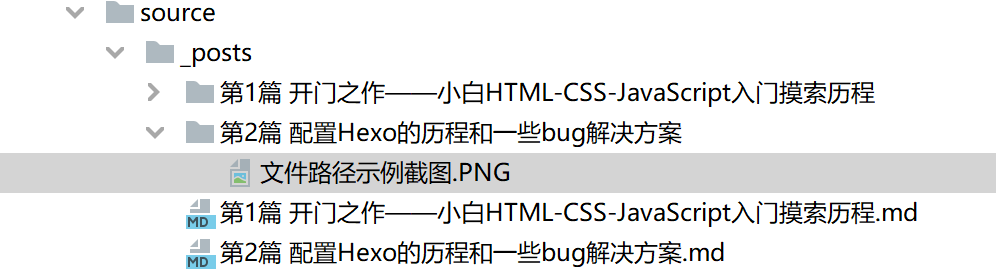 source
_posts
第1篇 开门之作——小白HTML-CSS-JavaScript入门摸索历程
第2篇 配置Hexo的历程和一些bug解决方案
文件路径示例截图.PNG
MD 第1篇 开门之作——小白HTML-CSS-JavaScript入门摸索历程.md
MD 第2篇 配置Hexo的历程和一些bug解决方案.md